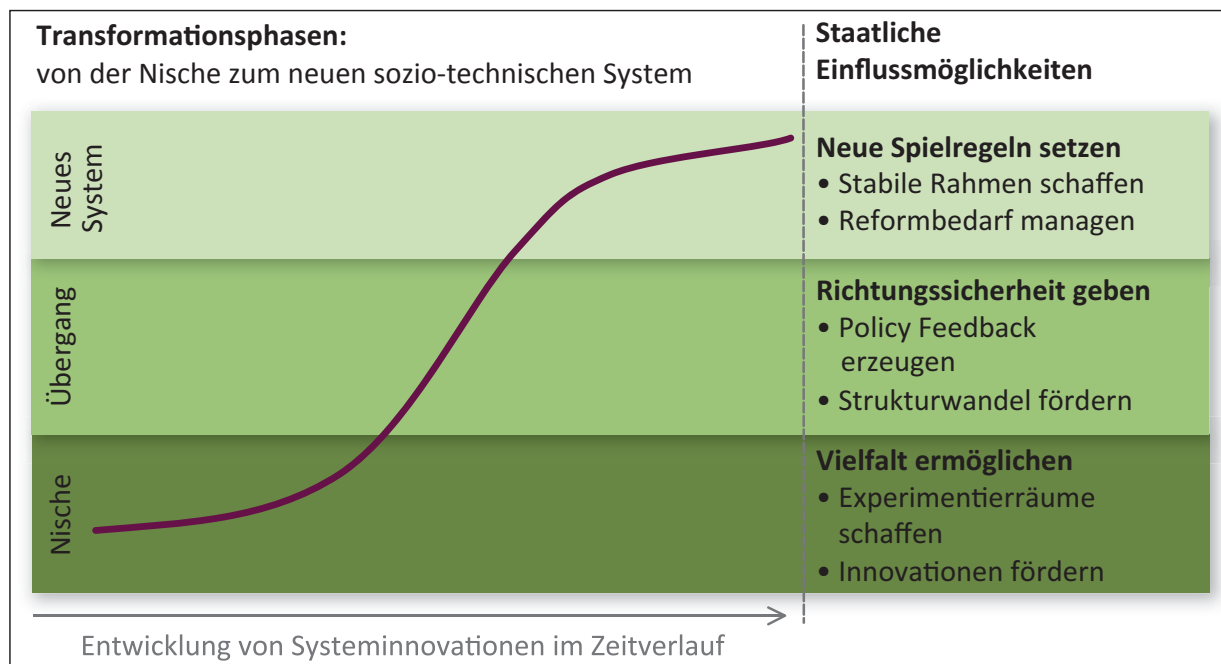 Transformationsphasen:
von der Nische zum neuen sozio-technischen System
Staatliche
Einflussmöglichkeiten
Neues
System
Neue Spielregeln setzen
• Stabile Rahmen schaffen
• Reformbedarf managen
Übergang
Richtungssicherheit geben
• Policy Feedback
erzeugen
• Strukturwandel fördern
Nische
Vielfalt ermöglichen
• Experimentierräume
schaffen
• Innovationen fördern
Entwicklung von Systeminnovationen im Zeitverlauf